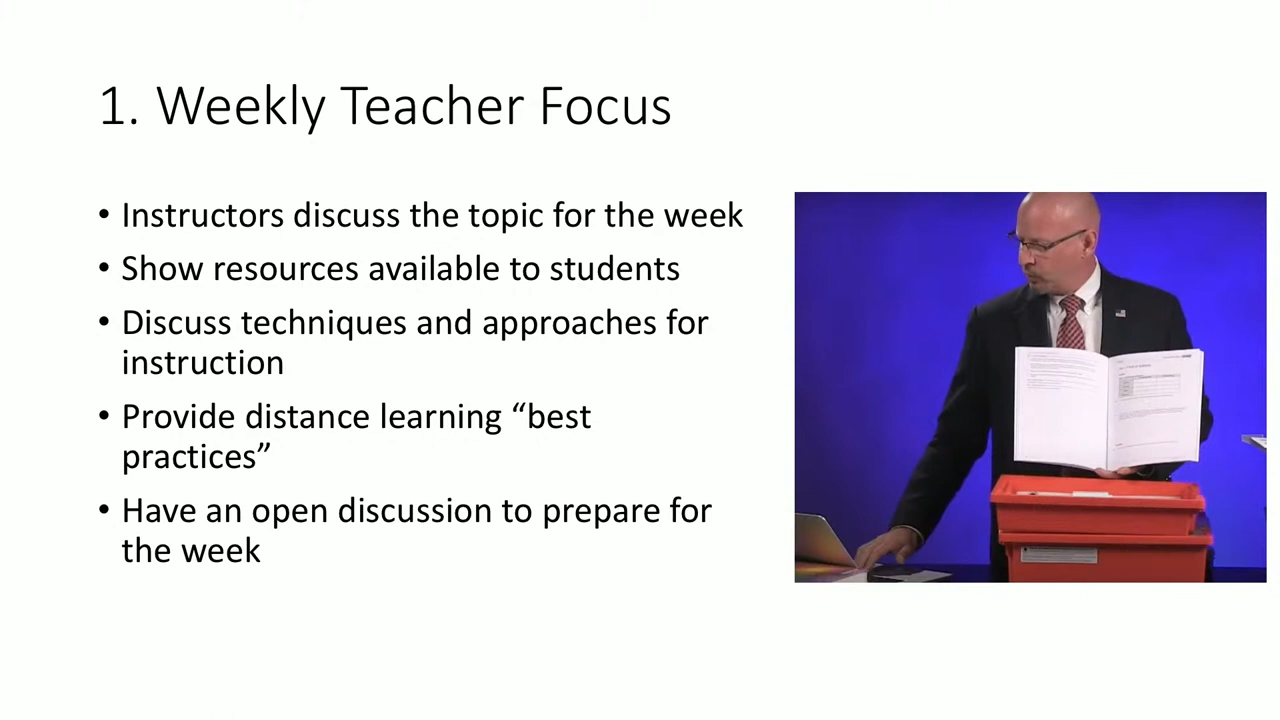 1. Weekly Teacher Focus
• Instructors discuss the topic for the week
• Show resources available to students
• Discuss techniques and approaches for
instruction
• Provide distance learning “best
practices”
• Have an open discussion to prepare for
the week